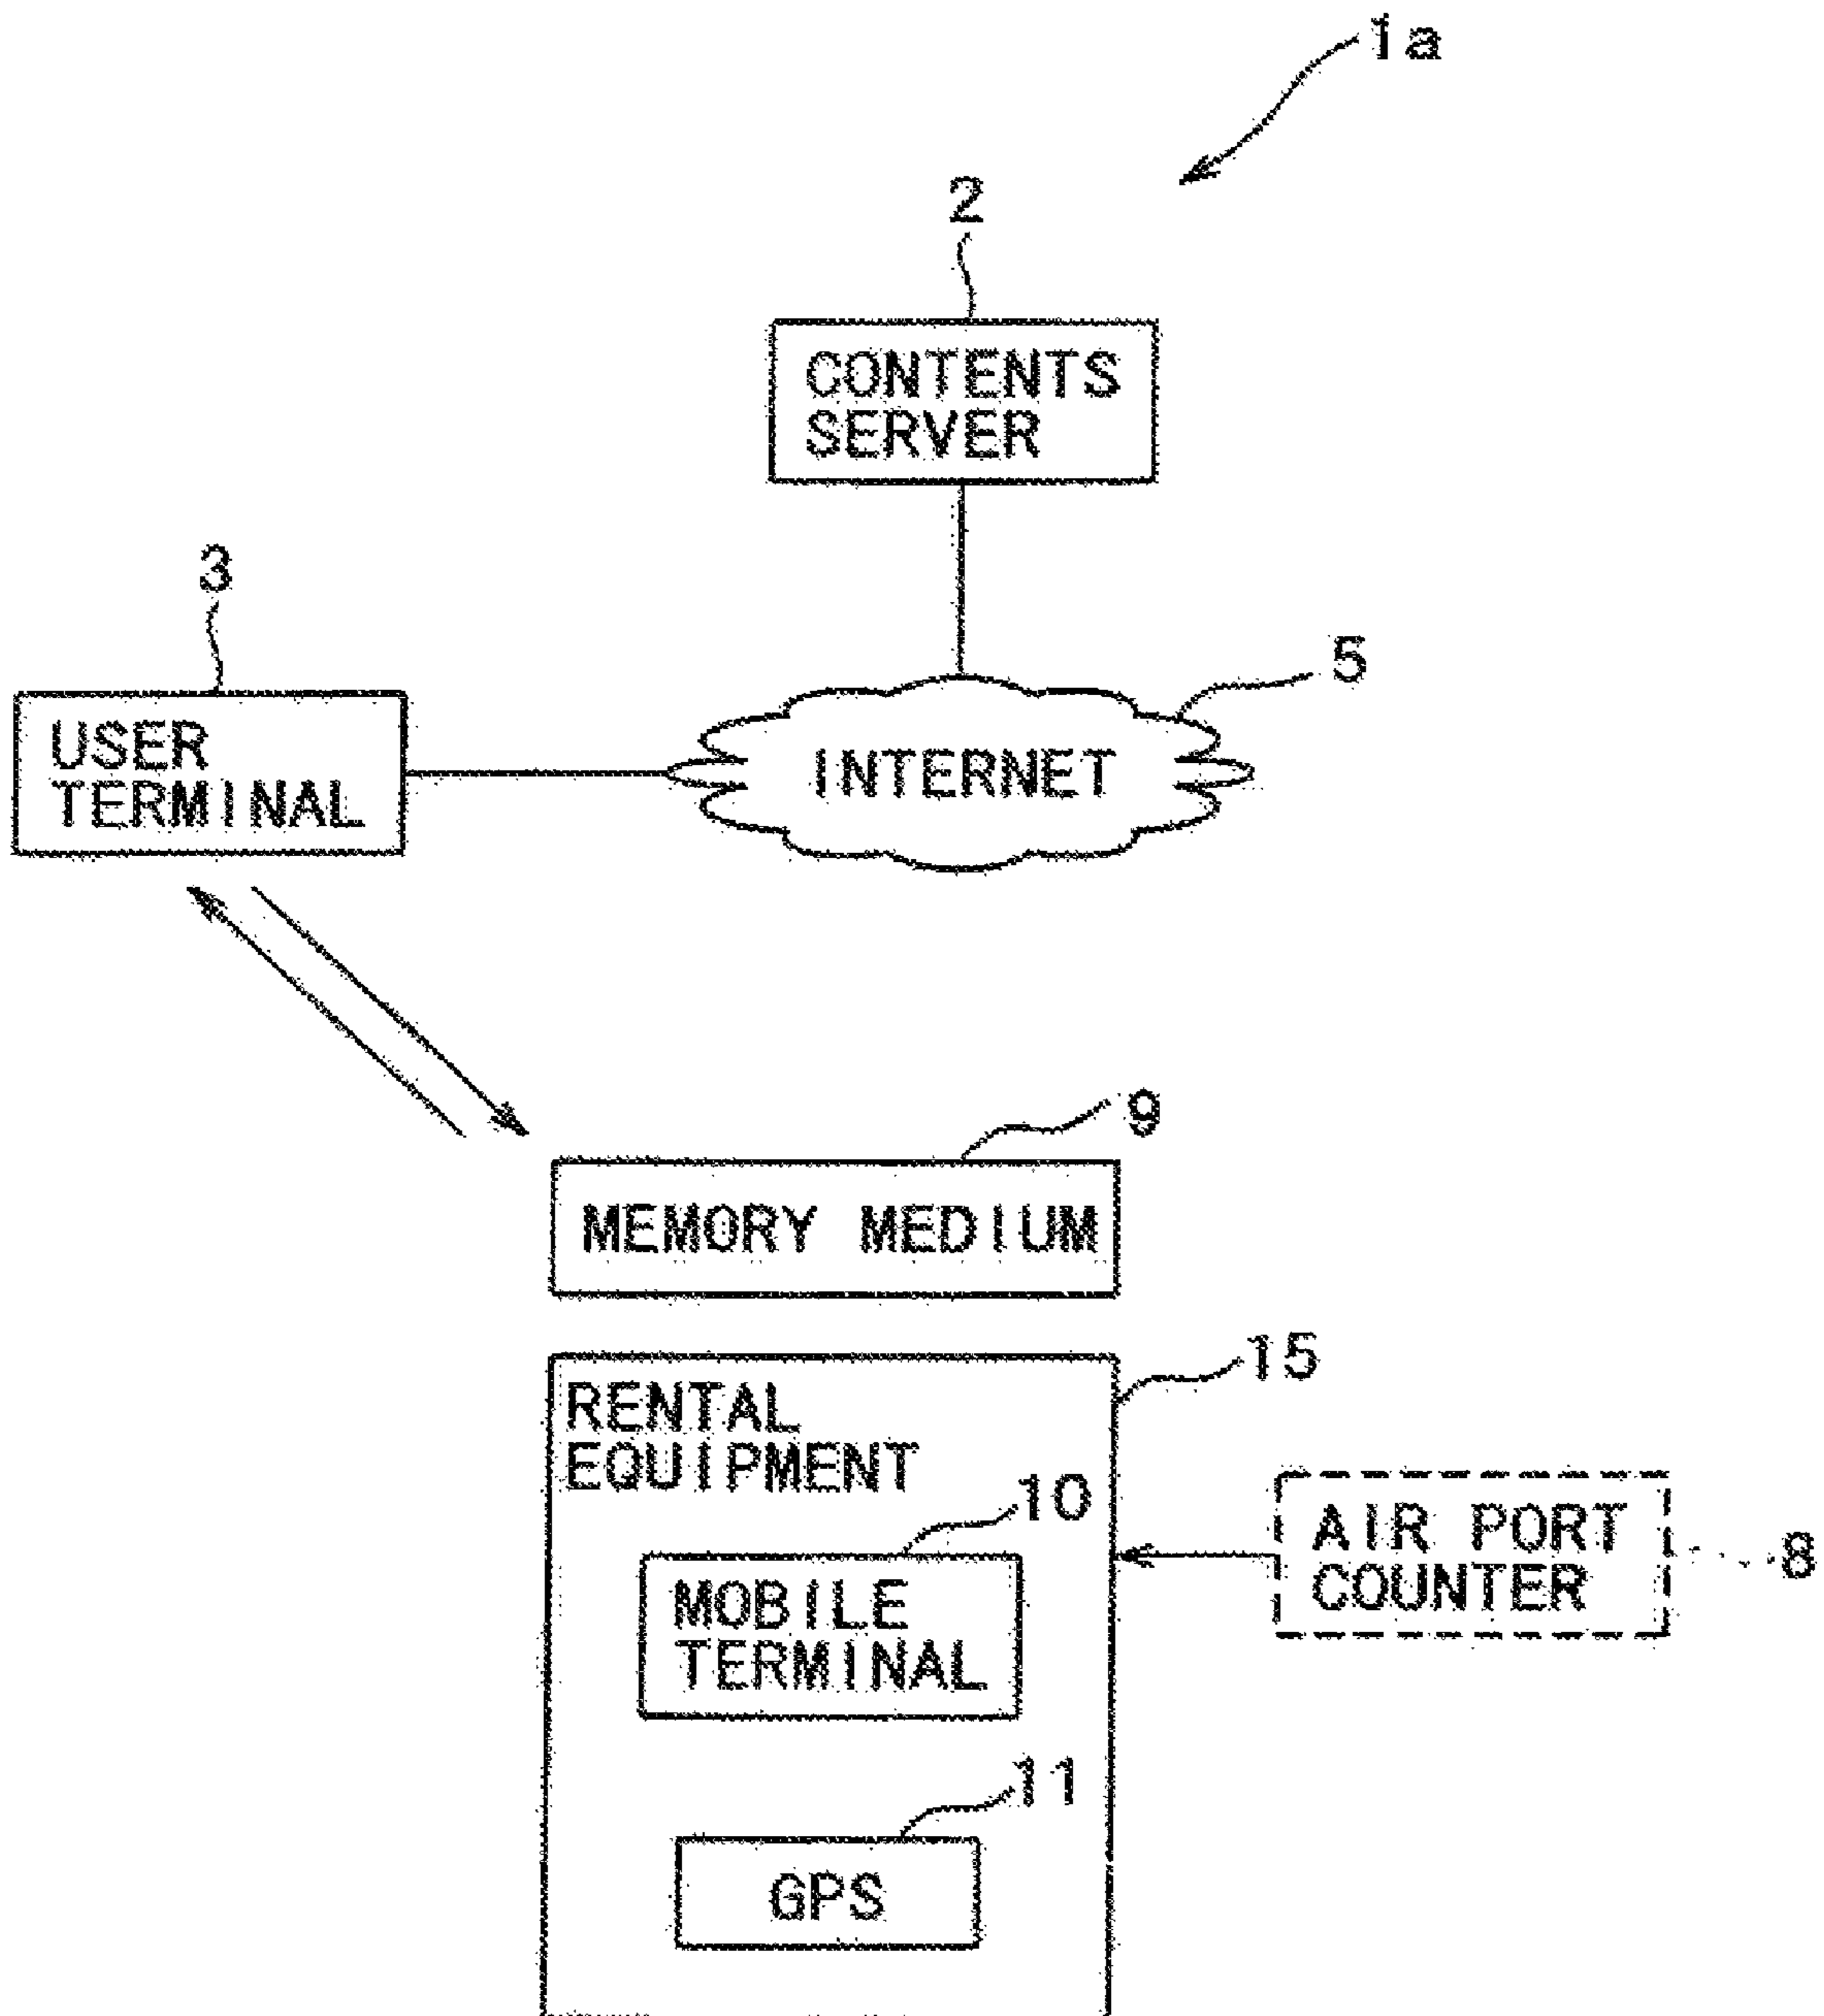 1a
2
CONTENTS
SERVER
3
5
USER
TERMINAL
INTERNET
9
MEMORY MEDIUM
15
RENTAL
EQUIPMENT
10
AIR PORT
COUNTER
8
MOBILE
TERMINAL
11
GPS